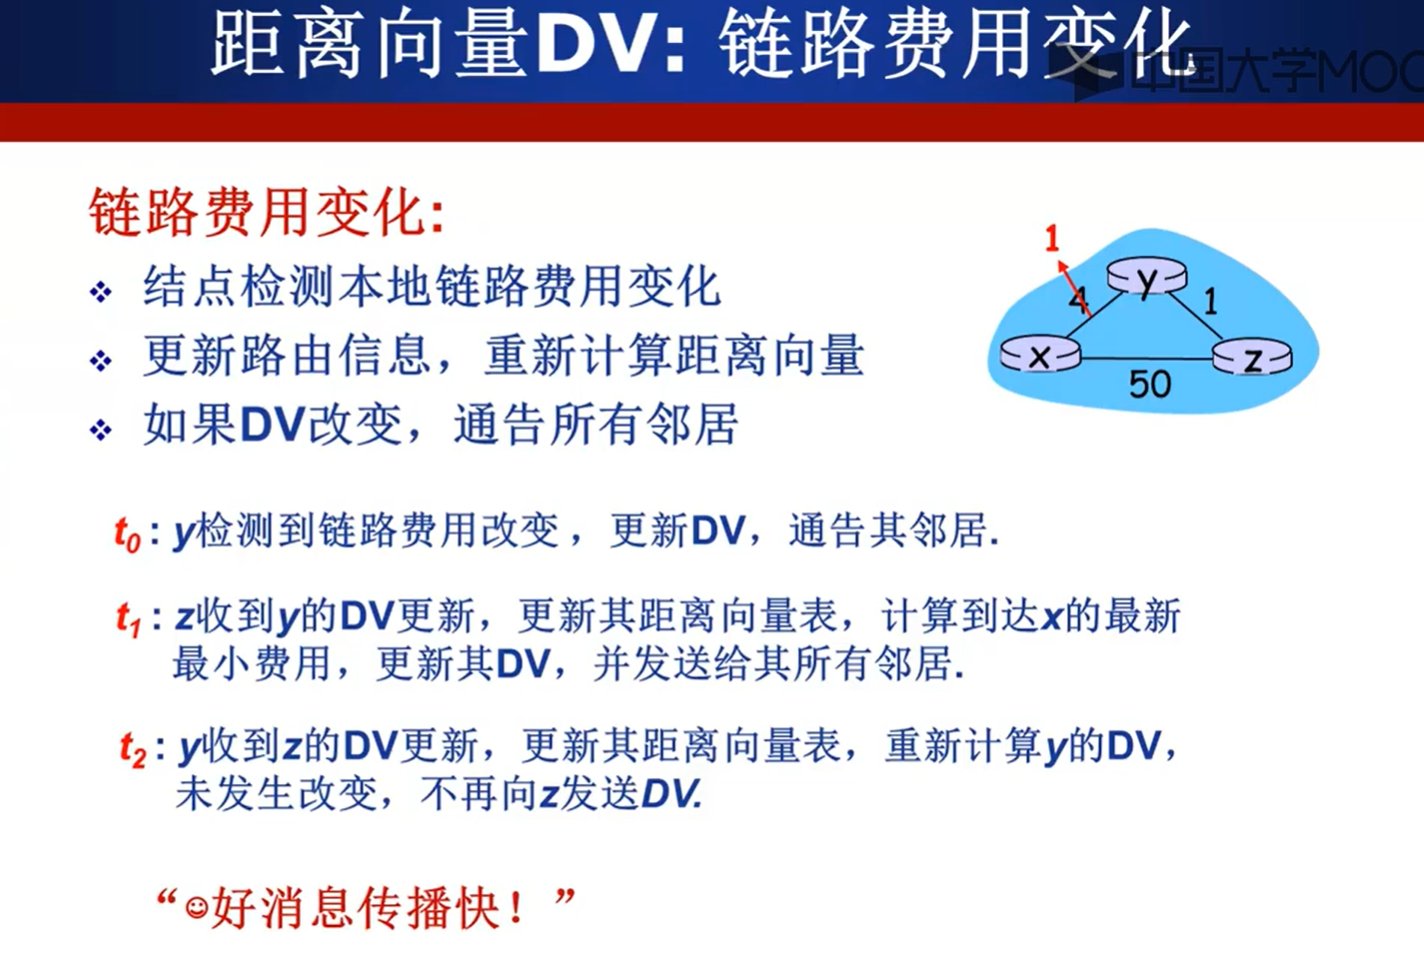 距离向量DV: 链路费用变化
中国大学MOO
链路费用变化:
❖ 结点检测本地链路费用变化
❖ 更新路由信息，重新计算距离向量
❖ 如果DV改变，通告所有邻居
1
4
y
1
x
z
50
t0 : y检测到链路费用改变，更新DV，通告其邻居.
t1 : z收到y的DV更新，更新其距离向量表，计算到达x的最新
最小费用，更新其DV，并发送给其所有邻居.
t2 : y收到z的DV更新，更新其距离向量表，重新计算y的DV，
未发生改变，不再向z发送DV.
“☺好消息传播快！”